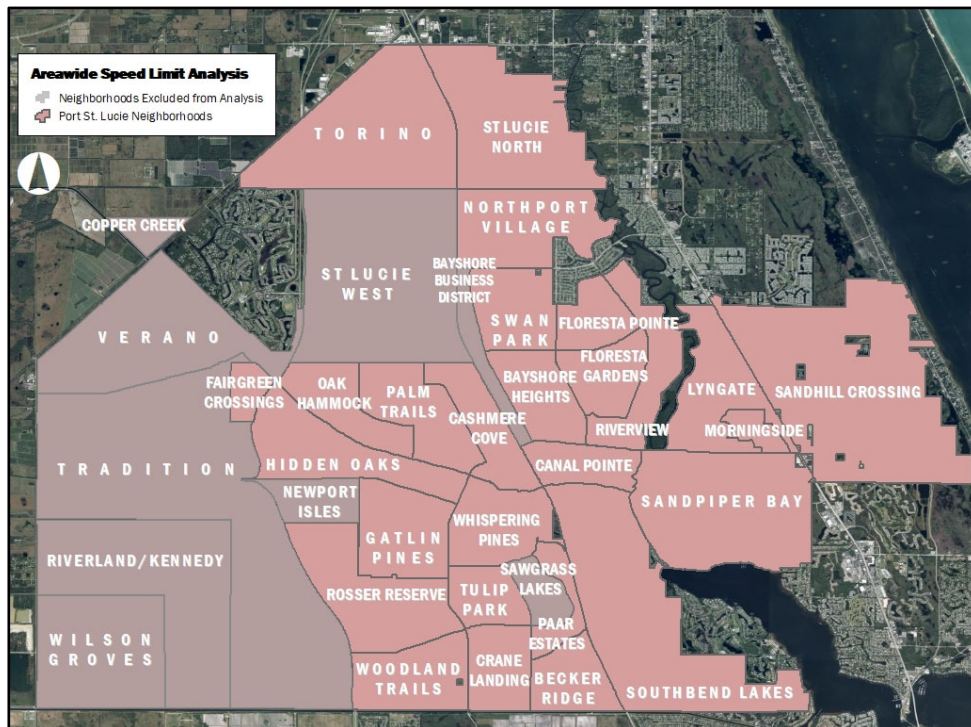 Areawide Speed Limit Analysis
Neighborhoods Excluded from Analysis
Port St. Lucie Neighborhoods
TORINO
ST LUCIE
NORTH
COPPER CREEK
NORTHPORT
VILLAGE
ST LUCIE
WEST
BAYSHORE
BUSINESS
DISTRICT
VERANO
SWAN
PARK
FLORESTA POINTE
FAIRGREEN
CROSSINGS
OAK
HAMMOCK
PALM
TRAILS
BAYSHORE
HEIGHTS
FLORESTA
GARDENS
LYNGATE
SANDHILL CROSSING
CASHMERE
COVE
RIVERVIEW
MORNINGSIDE
TRADITION
HIDDEN OAKS
CANAL POINTE
NEWPORT
ISLES
SANDPIPER BAY
GATLIN
PINES
WHISPERING
PINES
RIVERLAND/KENNEDY
SAWGRASS
LAKES
ROSSER RESERVE
TULIP
PARK
PAAR
ESTATES
WILSON
GROVES
WOODLAND
TRAILS
CRANE
LANDING
BECKER
RIDGE
SOUTHBEND LAKES